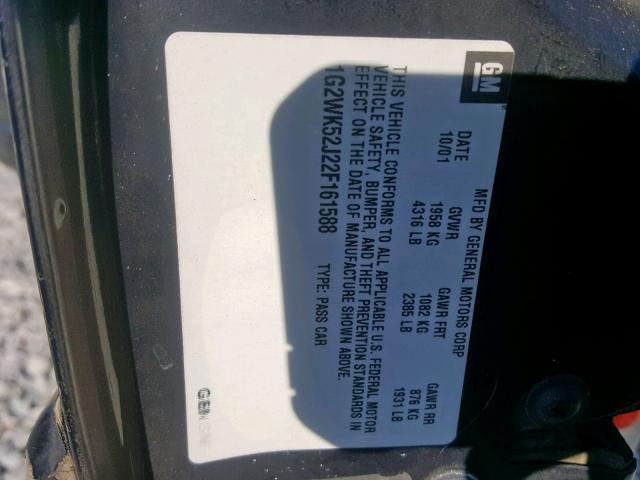 GM
MFD BY GENERAL MOTORS CORP
DATE GVWR GAWR FRT GAWR RR
10/01 1958 KG 1082 KG 876 KG
4316 LB 2385 LB 1931 LB
THIS VEHICLE CONFORMS TO ALL APPLICABLE U.S. FEDERAL MOTOR
VEHICLE SAFETY, BUMPER, AND THEFT PREVENTION STANDARDS IN
EFFECT ON THE DATE OF MANUFACTURE SHOWN ABOVE.
1G2WK52J22F161588 TYPE: PASS CAR